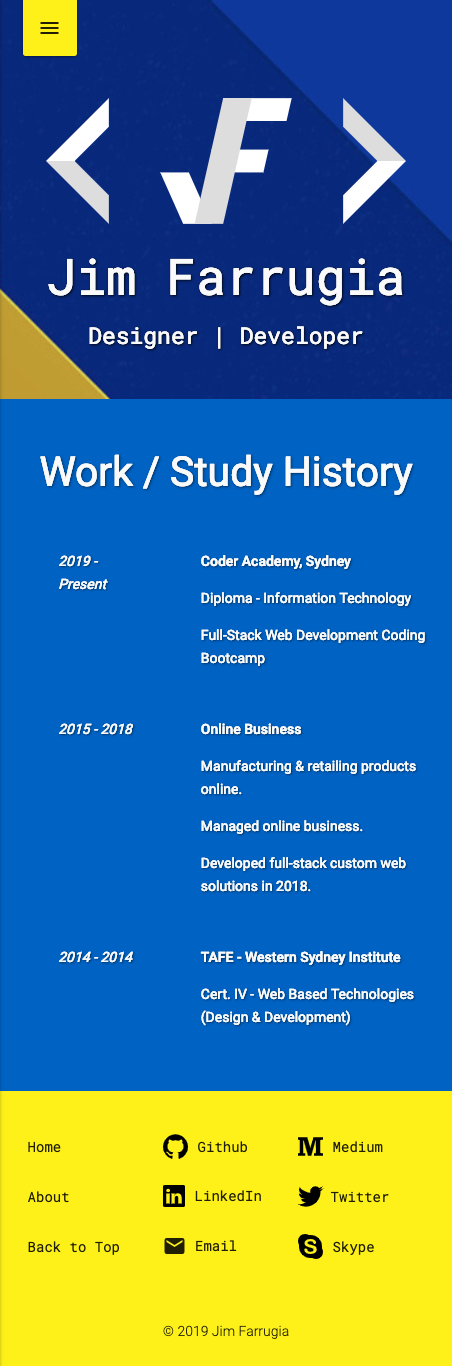 JF
Jim Farrugia
Designer | Developer
Work / Study History
2019 -
Present
Coder Academy, Sydney
Diploma - Information Technology
Full-Stack Web Development Coding
Bootcamp
2015 - 2018
Online Business
Manufacturing & retailing products
online.
Managed online business.
Developed full-stack custom web
solutions in 2018.
2014 - 2014
TAFE - Western Sydney Institute
Cert. IV - Web Based Technologies
(Design & Development)
Home
Github
Medium
About
LinkedIn
Twitter
Back to Top
Email
Skype
© 2019 Jim Farrugia